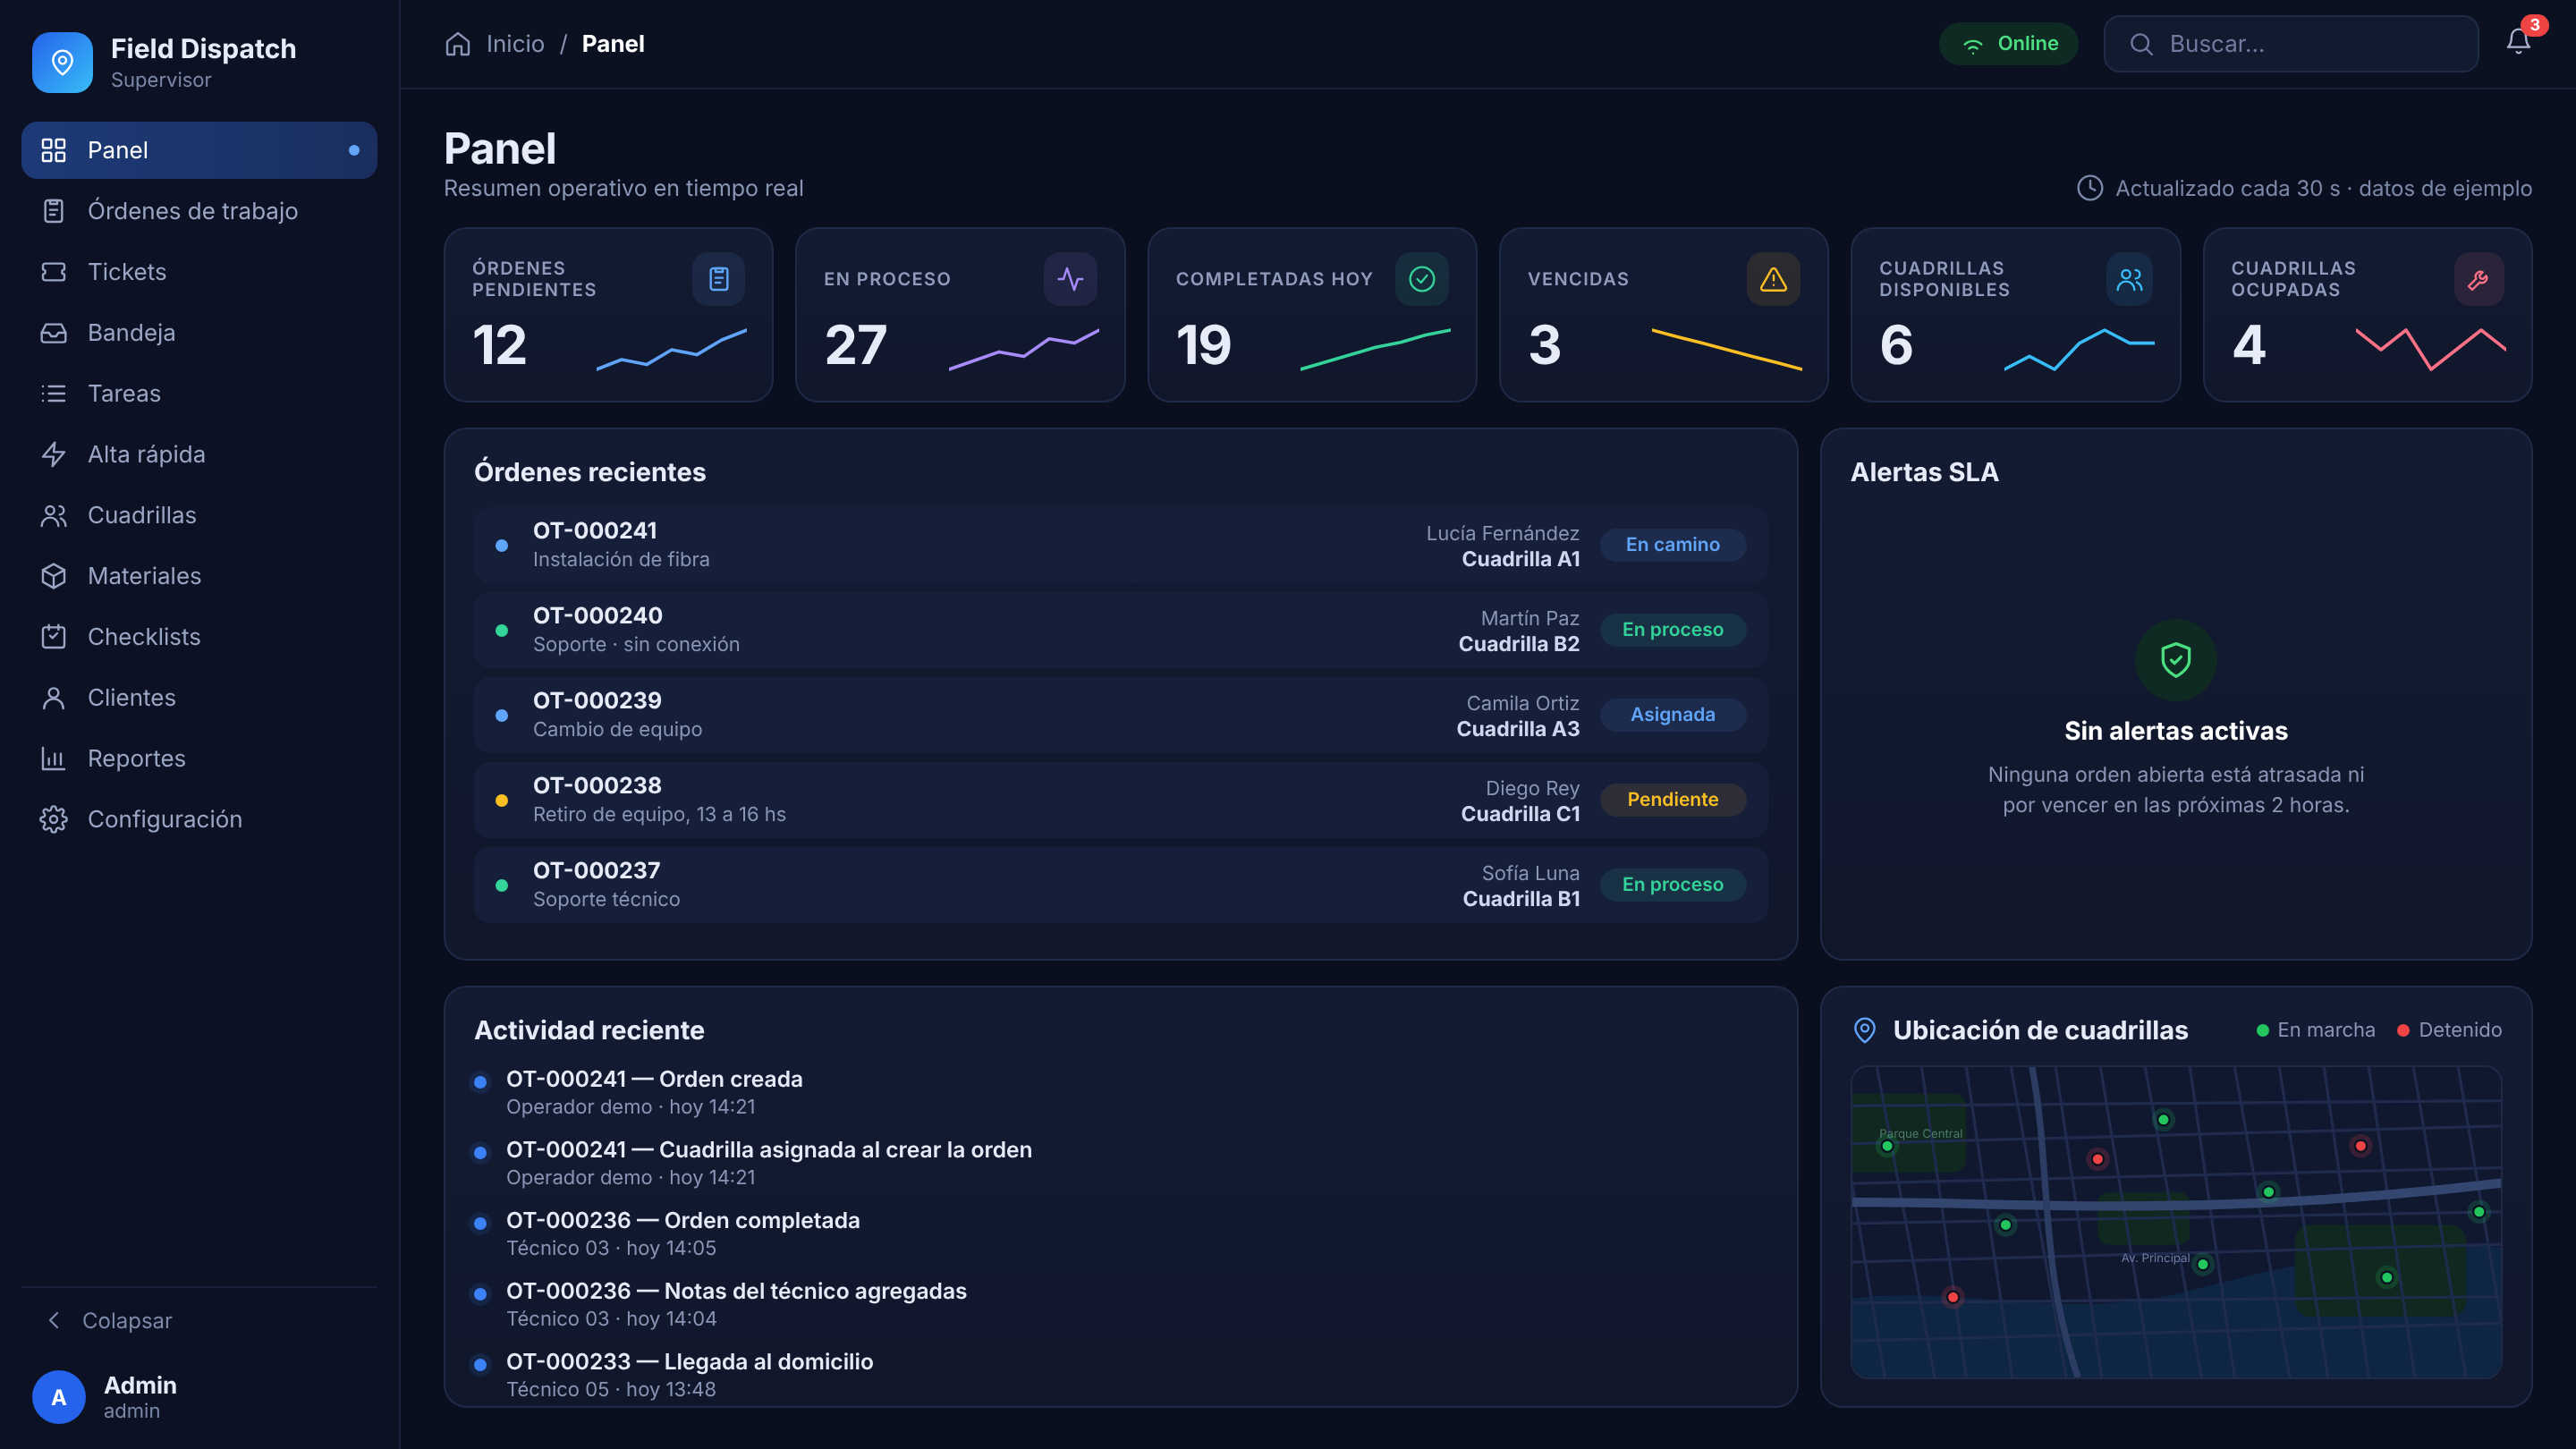 Field Dispatch
Supervisor
Panel
Órdenes de trabajo
Tickets
Bandeja
Tareas
Alta rápida
Cuadrillas
Materiales
Checklists
Clientes
Reportes
Configuración
Colapsar
A
Admin
admin
Inicio / Panel
Online
Buscar...
3
Panel
Resumen operativo en tiempo real
Actualizado cada 30 s · datos de ejemplo
ÓRDENES
PENDIENTES
12
EN PROCESO
27
COMPLETADAS HOY
19
VENCIDAS
3
CUADRILLAS
DISPONIBLES
6
CUADRILLAS
OCUPADAS
4
Órdenes recientes
OT-000241
Instalación de fibra
Lucía Fernández
Cuadrilla A1
En camino
OT-000240
Soporte · sin conexión
Martín Paz
Cuadrilla B2
En proceso
OT-000239
Cambio de equipo
Camila Ortiz
Cuadrilla A3
Asignada
OT-000238
Retiro de equipo, 13 a 16 hs
Diego Rey
Cuadrilla C1
Pendiente
OT-000237
Soporte técnico
Sofía Luna
Cuadrilla B1
En proceso
Alertas SLA
Sin alertas activas
Ninguna orden abierta está atrasada ni
por vencer en las próximas 2 horas.
Actividad reciente
OT-000241 — Orden creada
Operador demo · hoy 14:21
OT-000241 — Cuadrilla asignada al crear la orden
Operador demo · hoy 14:21
OT-000236 — Orden completada
Técnico 03 · hoy 14:05
OT-000236 — Notas del técnico agregadas
Técnico 03 · hoy 14:04
OT-000233 — Llegada al domicilio
Técnico 05 · hoy 13:48
Ubicación de cuadrillas
En marcha
Detenido
Parque Central
Av. Principal